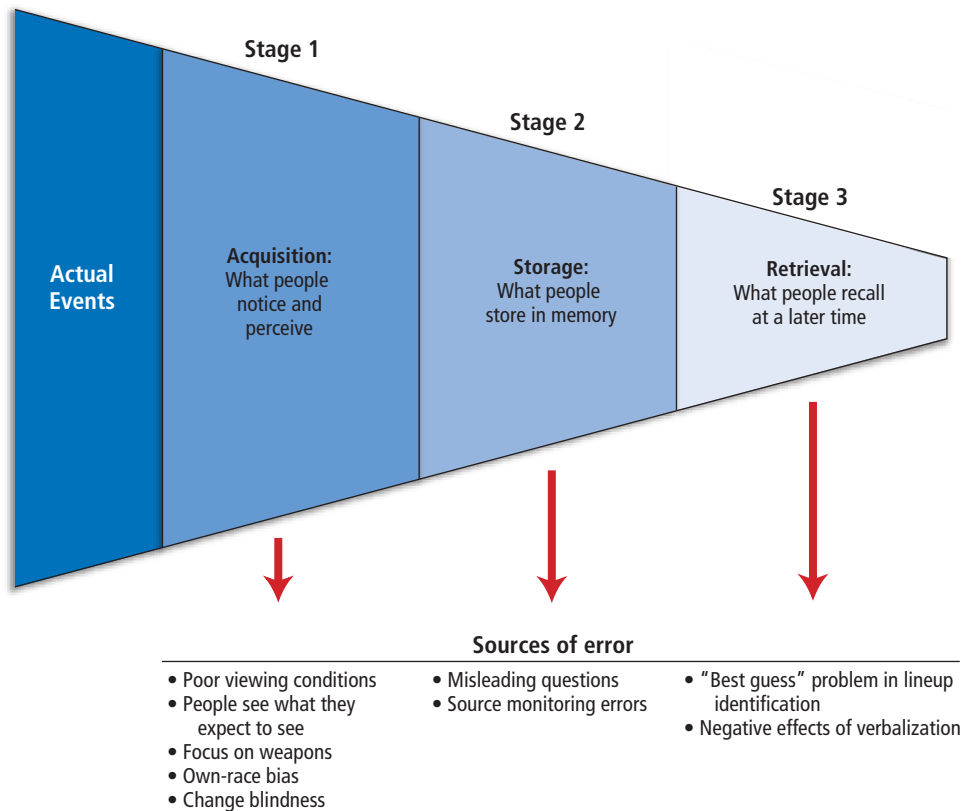 Stage 1
Stage 2
Stage 3
Actual
Events
Acquisition:
What people
notice and
perceive
Storage:
What people
store in memory
Retrieval:
What people recall
at a later time
Sources of error
• Poor viewing conditions
• People see what they
expect to see
• Focus on weapons
• Own-race bias
• Change blindness
• Misleading questions
• Source monitoring errors
• “Best guess” problem in lineup
identification
• Negative effects of verbalization